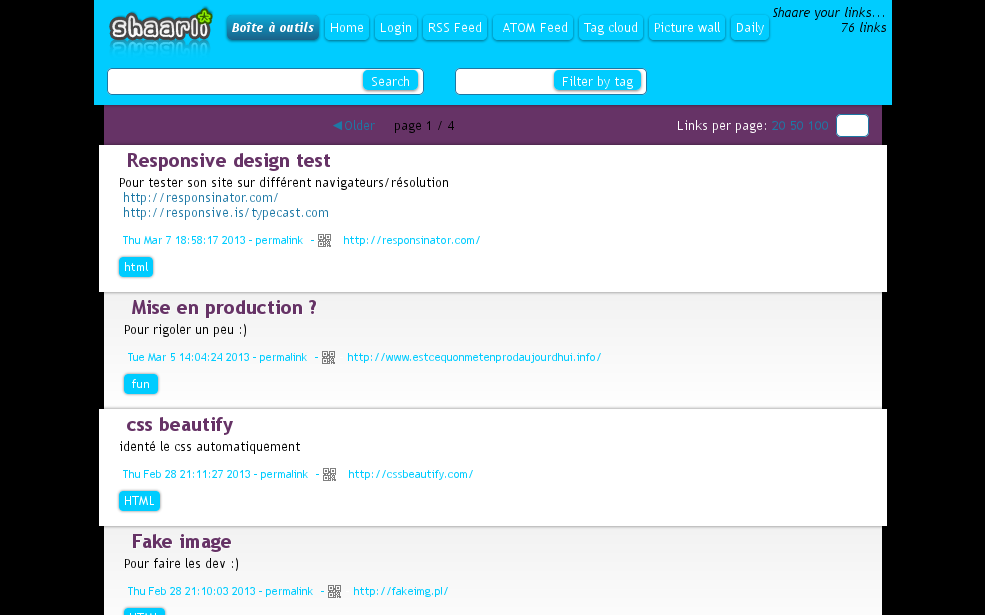 shaarli
Boîte à outils Home Login RSS Feed ATOM Feed Tag cloud Picture wall Daily
Shaare your links...
76 links
Search Filter by tag
◄Older page 1 / 4 Links per page: 20 50 100
Responsive design test
Pour tester son site sur différent navigateurs/résolution
http://responsinator.com/
http://responsive.is/typecast.com
Thu Mar 7 18:58:17 2013 - permalink - http://responsinator.com/
html
Mise en production ?
Pour rigoler un peu :)
Tue Mar 5 14:04:24 2013 - permalink - http://www.estcequonmetenprodaujourdhui.info/
fun
css beautify
identé le css automatiquement
Thu Feb 28 21:11:27 2013 - permalink - http://cssbeautify.com/
HTML
Fake image
Pour faire les dev :)
Thu Feb 28 21:10:03 2013 - permalink - http://fakeimg.pl/
HTML